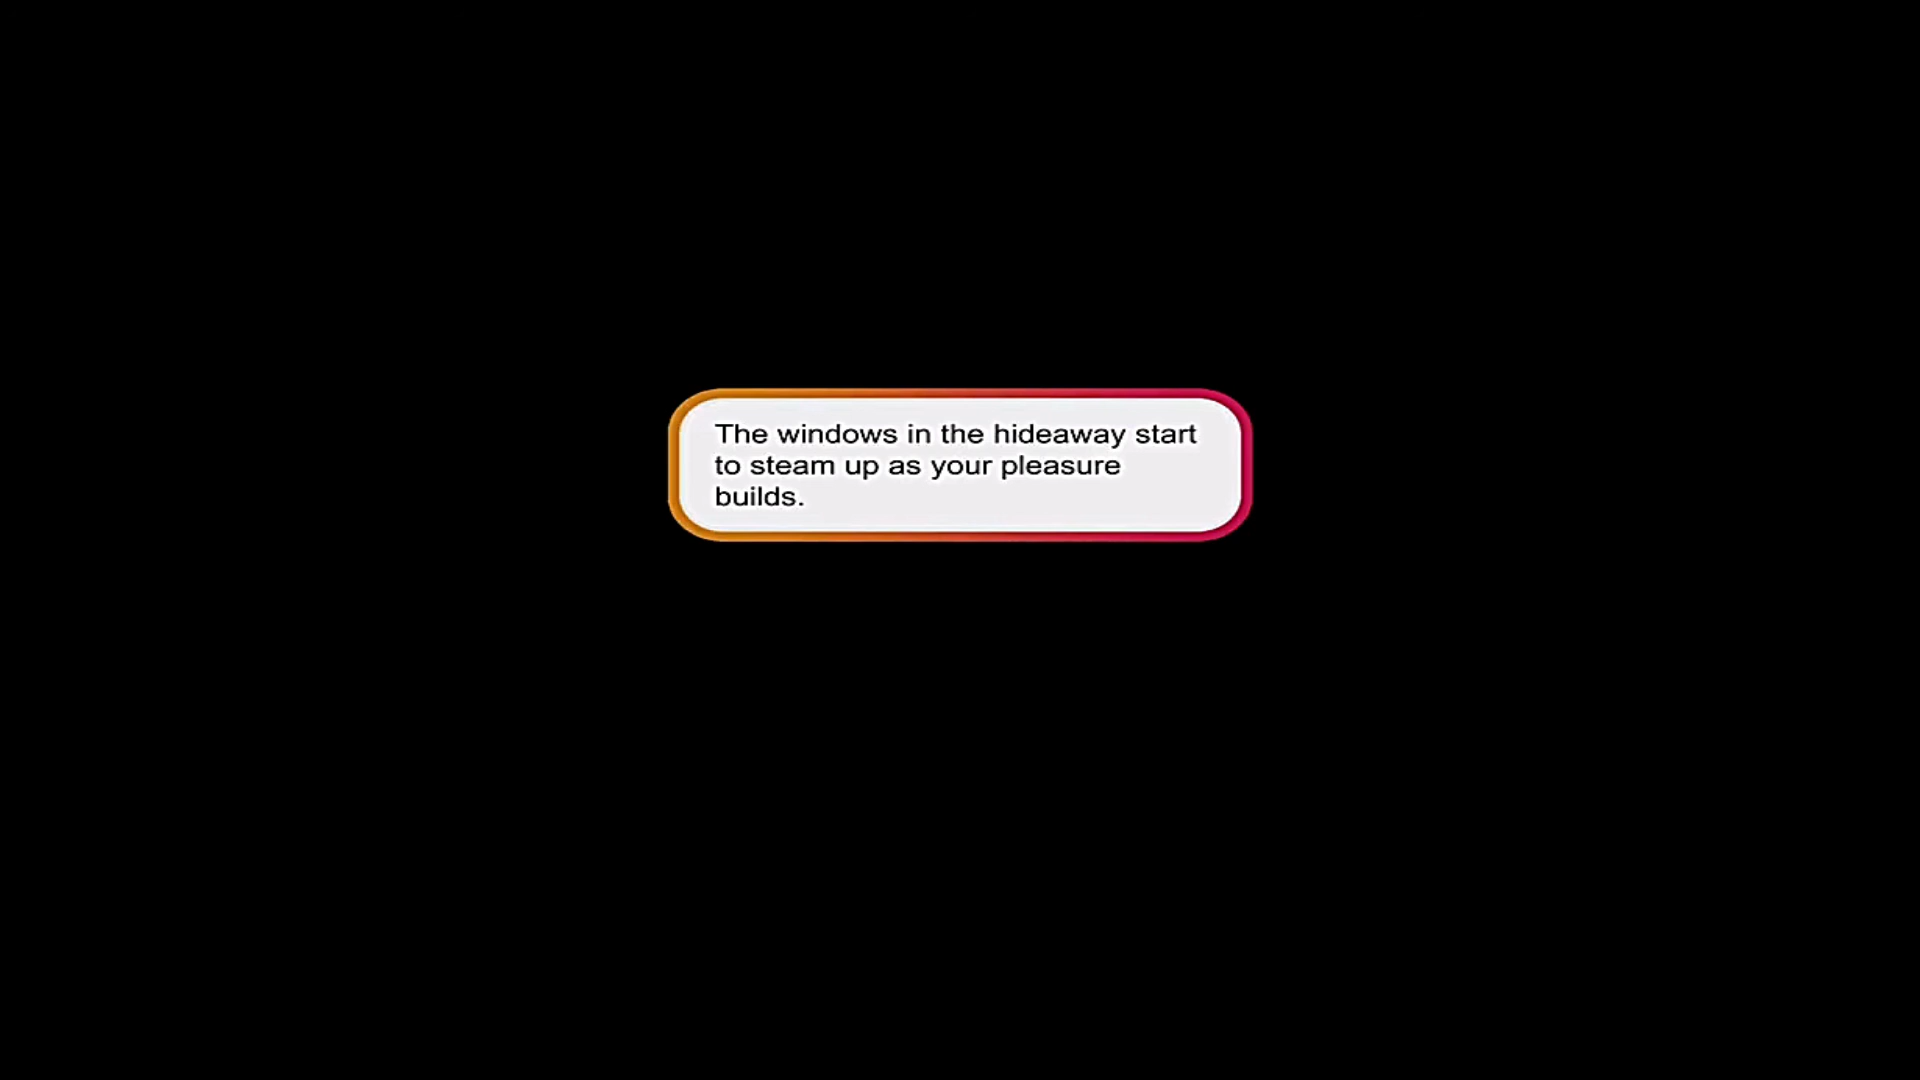 The windows in the hideaway start
to steam up as your pleasure
builds.